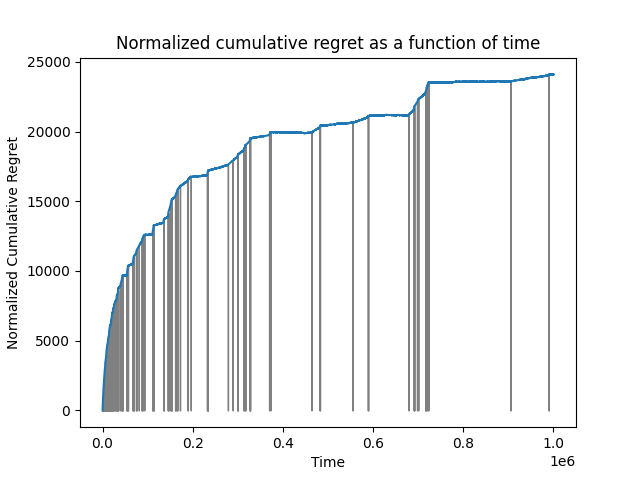 Normalized cumulative regret as a function of time
Normalized Cumulative Regret
25000
20000
15000
10000
5000
0
0.0 0.2 0.4 0.6 0.8 1.0
1e6
Time